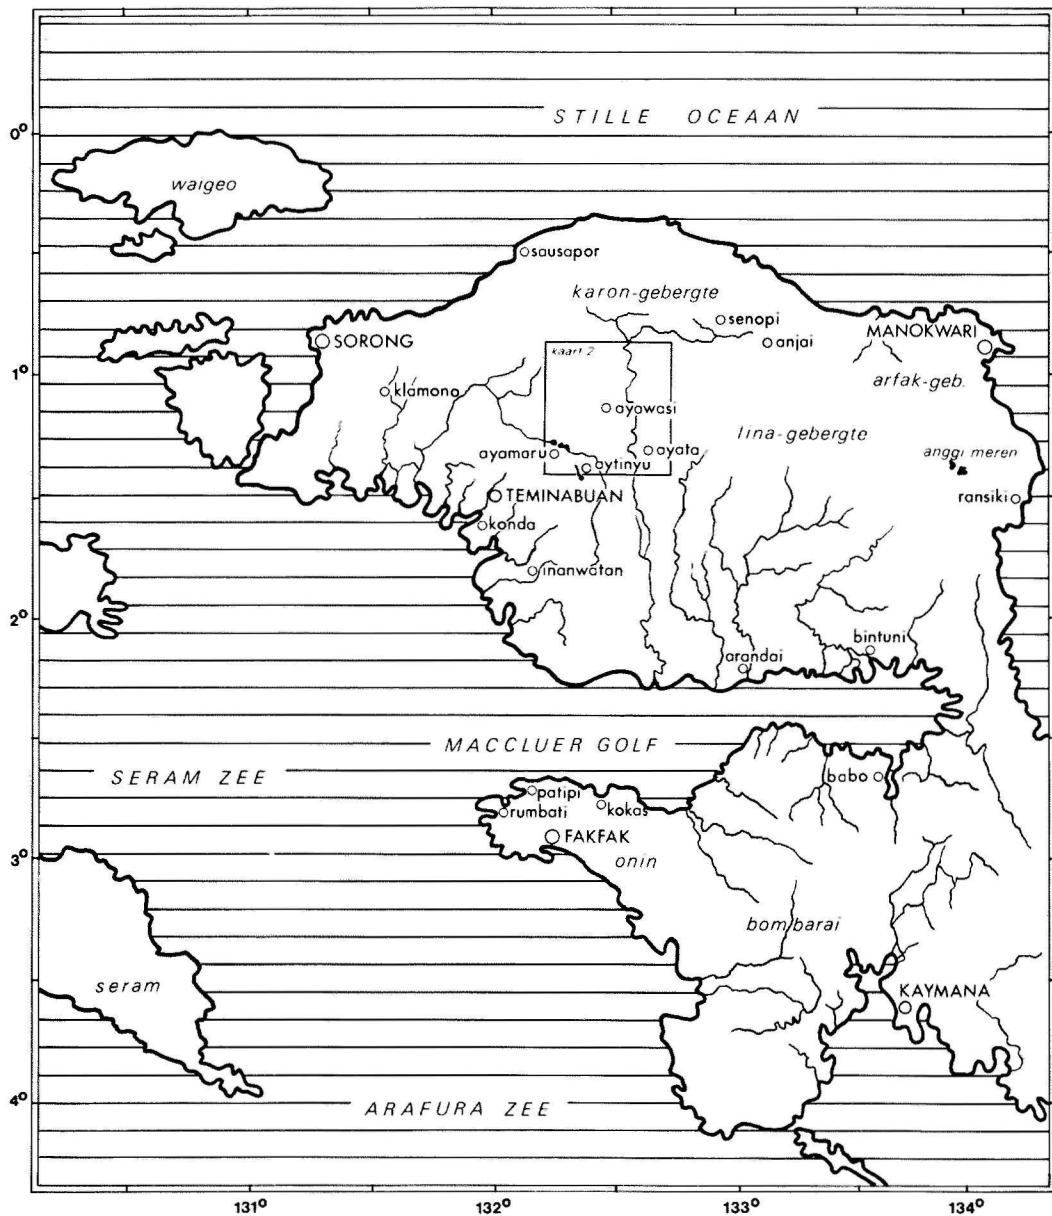 STILLE OCEAAN
0°
waigeo
sausapor
karon-gebergte
senopi
MANOKWARI
SORONG
anjai
kaart 2
1°
arfak-geb.
klamono
ayawasi
lina-gebergte
ayamaru
ayata
anggi meren
aytinyu
TEMINABUAN
ransiki
konda
inanwatan
2°
bintuni
arandai
MACCLUER GOLF
SERAM ZEE
babo
patipi
rumbati
kokas
FAKFAK
3°
onin
bombarai
seram
KAYMANA
4°
ARAFURA ZEE
131°
132°
133°
134°